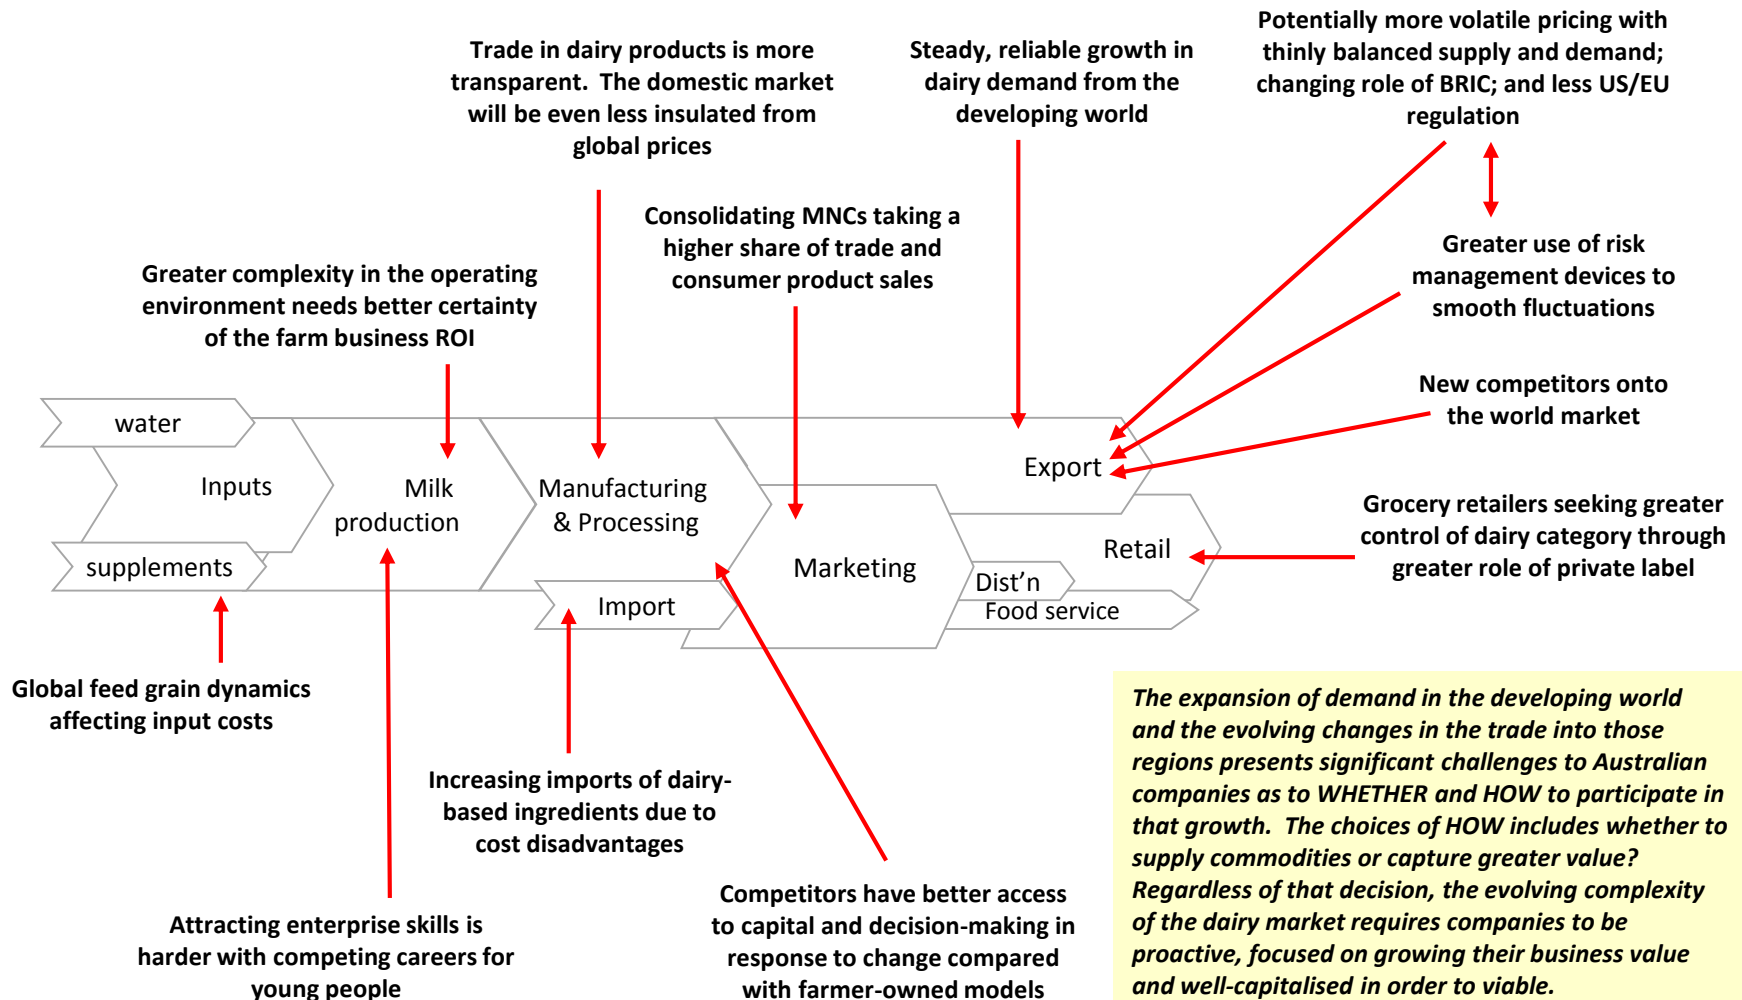 Potentially more volatile pricing with
thinly balanced supply and demand;
changing role of BRIC; and less US/EU
regulation
Trade in dairy products is more
transparent.  The domestic market
will be even less insulated from
global prices
Steady, reliable growth in
dairy demand from the
developing world
Consolidating MNCs taking a
higher share of trade and
consumer product sales
Greater use of risk
management devices to
smooth fluctuations
Greater complexity in the operating
environment needs better certainty
of the farm business ROI
New competitors onto
the world market
water
Inputs
supplements
Milk
production
Manufacturing
& Processing
Import
Marketing
Export
Retail
Dist'n
Food service
Grocery retailers seeking greater
control of dairy category through
greater role of private label
Global feed grain dynamics
affecting input costs
Increasing imports of dairy-
based ingredients due to
cost disadvantages
Attracting enterprise skills is
harder with competing careers for
young people
Competitors have better access
to capital and decision-making in
response to change compared
with farmer-owned models
The expansion of demand in the developing world
and the evolving changes in the trade into those
regions presents significant challenges to Australian
companies as to WHETHER and HOW to participate in
that growth.  The choices of HOW includes whether to
supply commodities or capture greater value?
Regardless of that decision, the evolving complexity
of the dairy market requires companies to be
proactive, focused on growing their business value
and well-capitalised in order to viable.